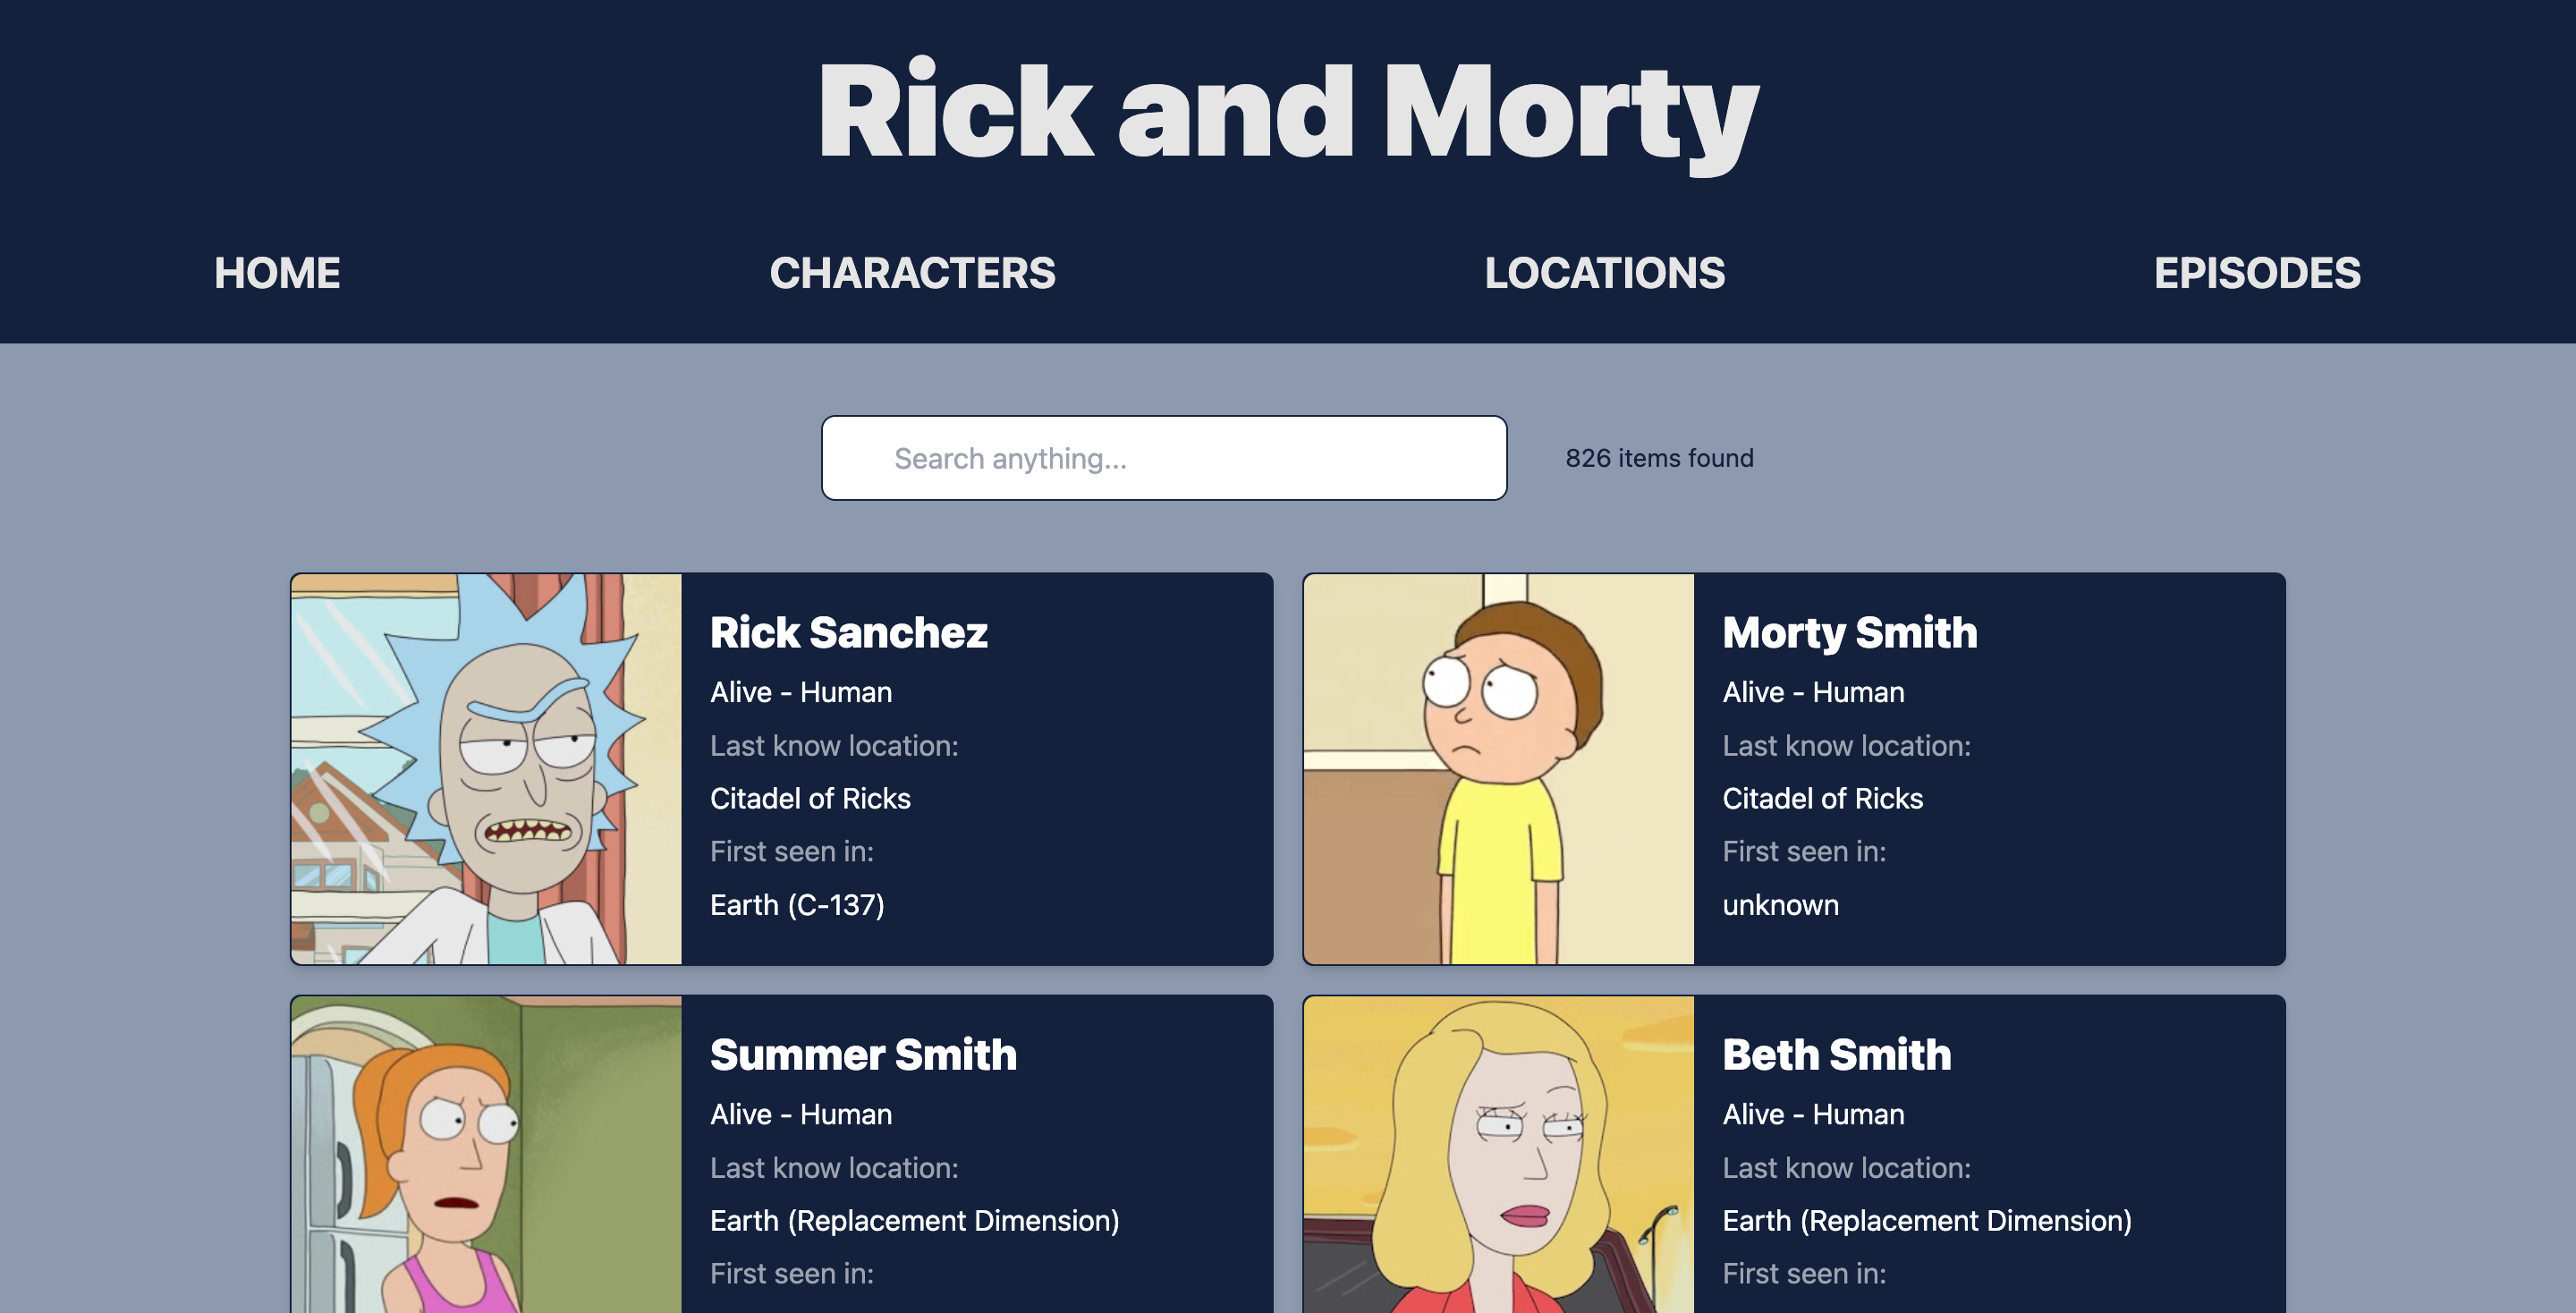 Rick and Morty
HOME CHARACTERS LOCATIONS EPISODES
Search anything...
826 items found
Rick Sanchez
Alive - Human
Last know location:
Citadel of Ricks
First seen in:
Earth (C-137)
Morty Smith
Alive - Human
Last know location:
Citadel of Ricks
First seen in:
unknown
Summer Smith
Alive - Human
Last know location:
Earth (Replacement Dimension)
First seen in:
Beth Smith
Alive - Human
Last know location:
Earth (Replacement Dimension)
First seen in: